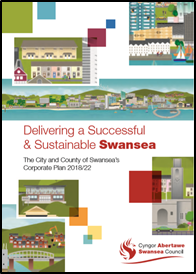 Delivering a Successful
& Sustainable Swansea
The City and County of Swansea's
Corporate Plan 2018/22
Cyngor Abertawe
Swansea Council